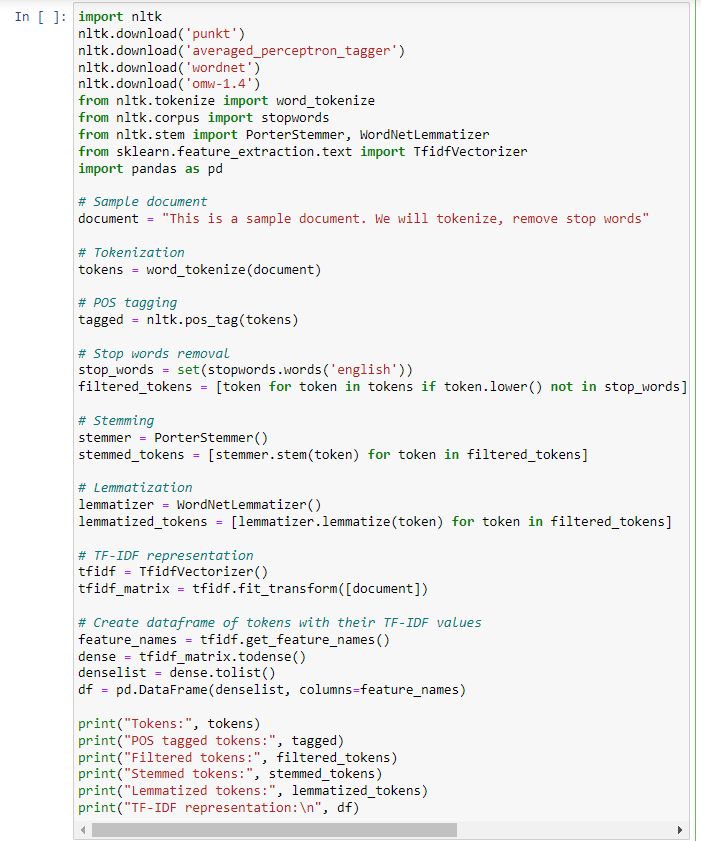 In [ ]: import nltk
nltk.download('punkt')
nltk.download('averaged_perceptron_tagger')
nltk.download('wordnet')
nltk.download('omw-1.4')
from nltk.tokenize import word_tokenize
from nltk.corpus import stopwords
from nltk.stem import PorterStemmer, WordNetLemmatizer
from sklearn.feature_extraction.text import TfidfVectorizer
import pandas as pd

# Sample document
document = "This is a sample document. We will tokenize, remove stop words"

# Tokenization
tokens = word_tokenize(document)

# POS tagging
tagged = nltk.pos_tag(tokens)

# Stop words removal
stop_words = set(stopwords.words('english'))
filtered_tokens = [token for token in tokens if token.lower() not in stop_words]

# Stemming
stemmer = PorterStemmer()
stemmed_tokens = [stemmer.stem(token) for token in filtered_tokens]

# Lemmatization
lemmatizer = WordNetLemmatizer()
lemmatized_tokens = [lemmatizer.lemmatize(token) for token in filtered_tokens]

# TF-IDF representation
tfidf = TfidfVectorizer()
tfidf_matrix = tfidf.fit_transform([document])

# Create dataframe of tokens with their TF-IDF values
feature_names = tfidf.get_feature_names()
dense = tfidf_matrix.todense()
denselist = dense.tolist()
df = pd.DataFrame(denselist, columns=feature_names)

print("Tokens:", tokens)
print("POS tagged tokens:", tagged)
print("Filtered tokens:", filtered_tokens)
print("Stemmed tokens:", stemmed_tokens)
print("Lemmatized tokens:", lemmatized_tokens)
print("TF-IDF representation:\n", df)